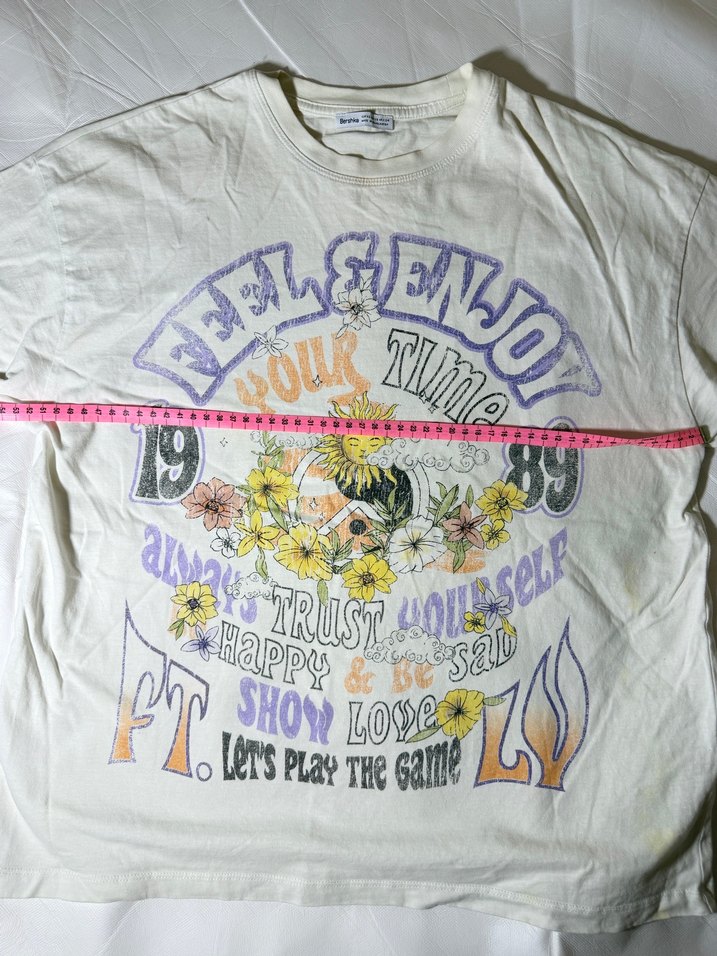 Bershka
FEEL & ENJOY
YOUR TIME
19 89
ALWAYS TRUST YOURSELF
HAPPY & BE SAD
SHOW LOVE
FT. LV
LET'S PLAY THE GAME